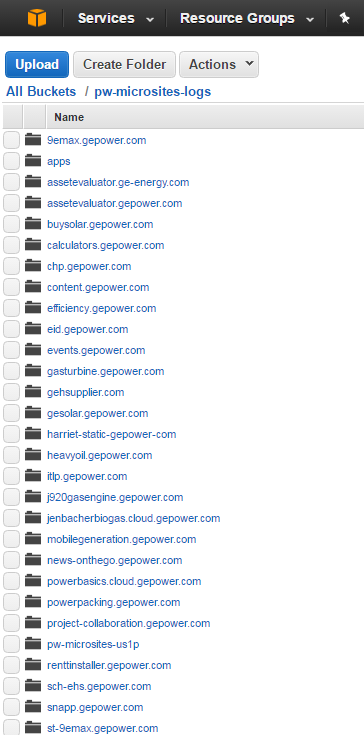 Services Resource Groups
Upload Create Folder Actions
All Buckets / pw-microsites-logs
Name
9emax.gepower.com
apps
assetevaluator.ge-energy.com
assetevaluator.gepower.com
buysolar.gepower.com
calculators.gepower.com
chp.gepower.com
content.gepower.com
efficiency.gepower.com
eid.gepower.com
events.gepower.com
gasturbine.gepower.com
gehsupplier.com
gesolar.gepower.com
harriet-static-gepower-com
heavyoil.gepower.com
itlp.gepower.com
j920gasengine.gepower.com
jenbacherbiogas.cloud.gepower.com
mobilegeneration.gepower.com
news-onthego.gepower.com
powerbasics.cloud.gepower.com
powerpacking.gepower.com
project-collaboration.gepower.com
pw-microsites-us1p
renttinstaller.gepower.com
sch-ehs.gepower.com
snapp.gepower.com
st-9emax.gepower.com